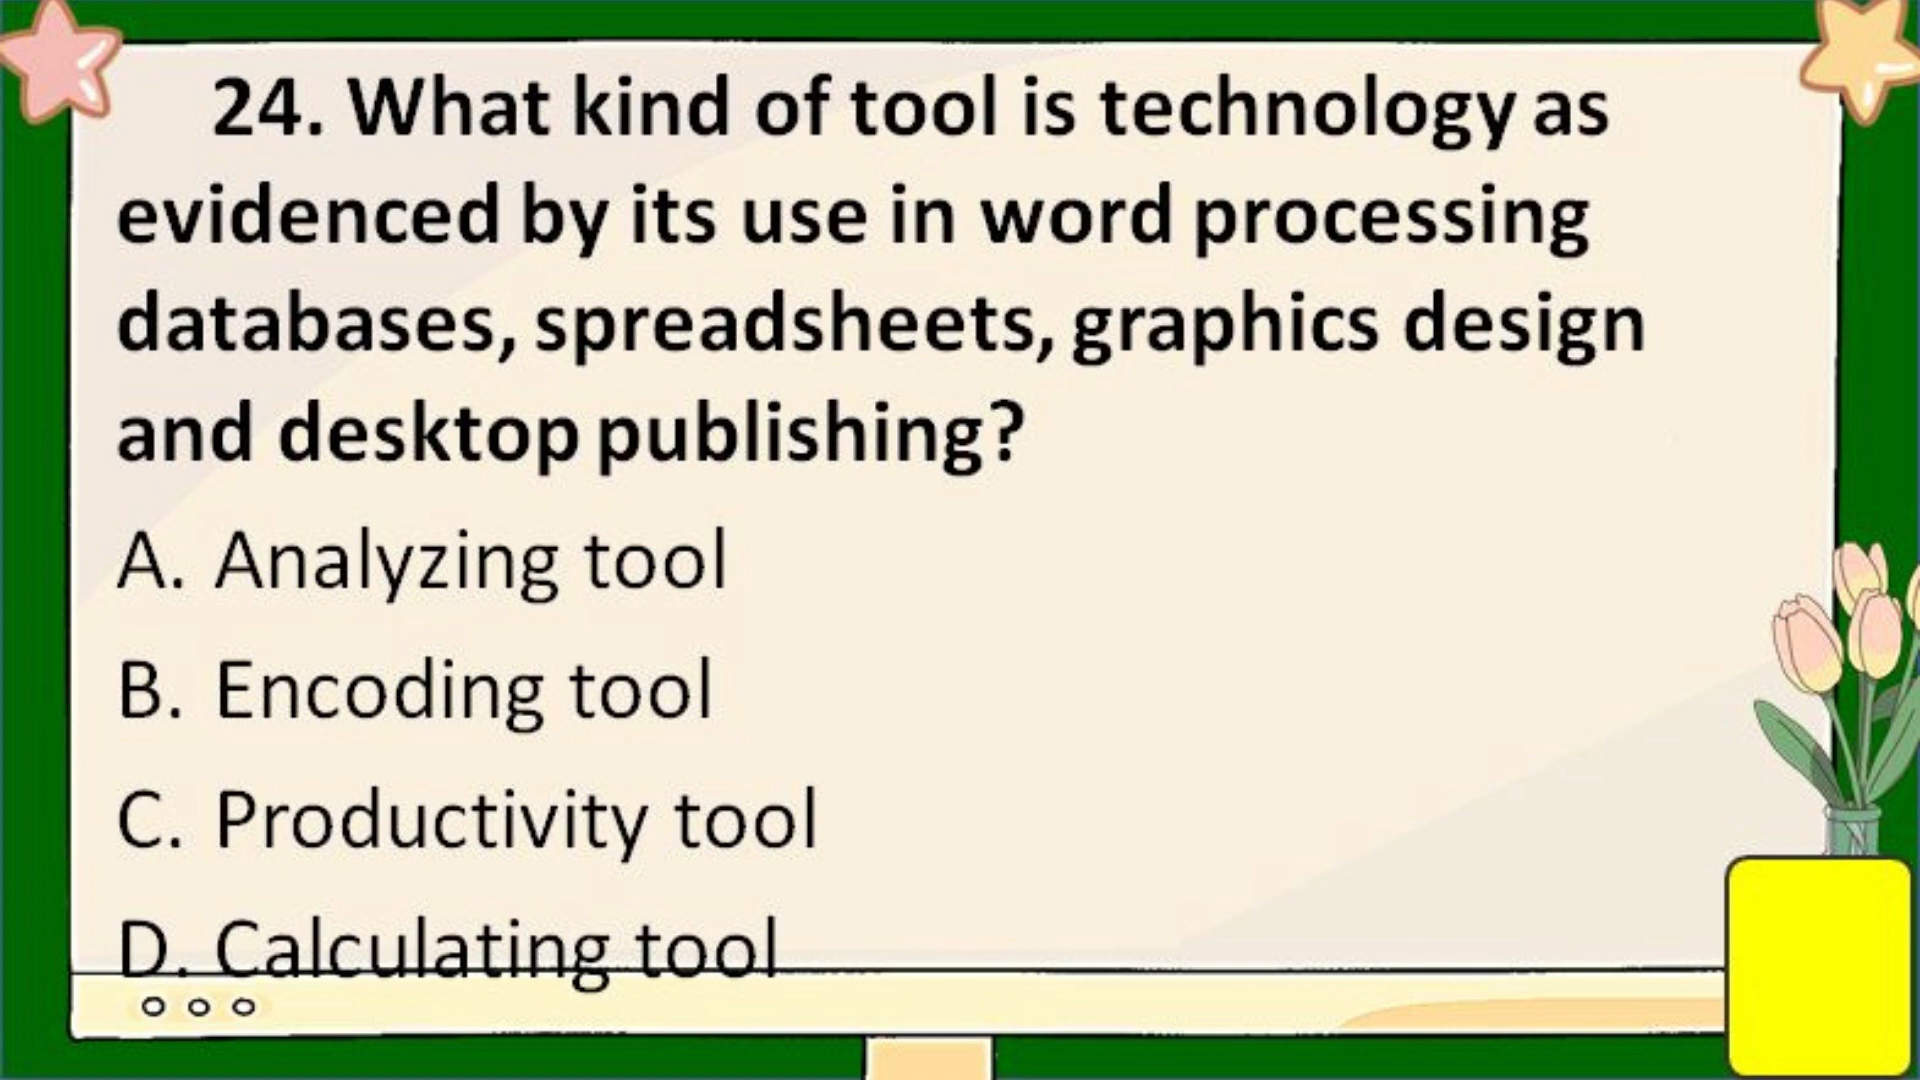 24. What kind of tool is technology as
evidenced by its use in word processing
databases, spreadsheets, graphics design
and desktop publishing?
A. Analyzing tool
B. Encoding tool
C. Productivity tool
D. Calculating tool